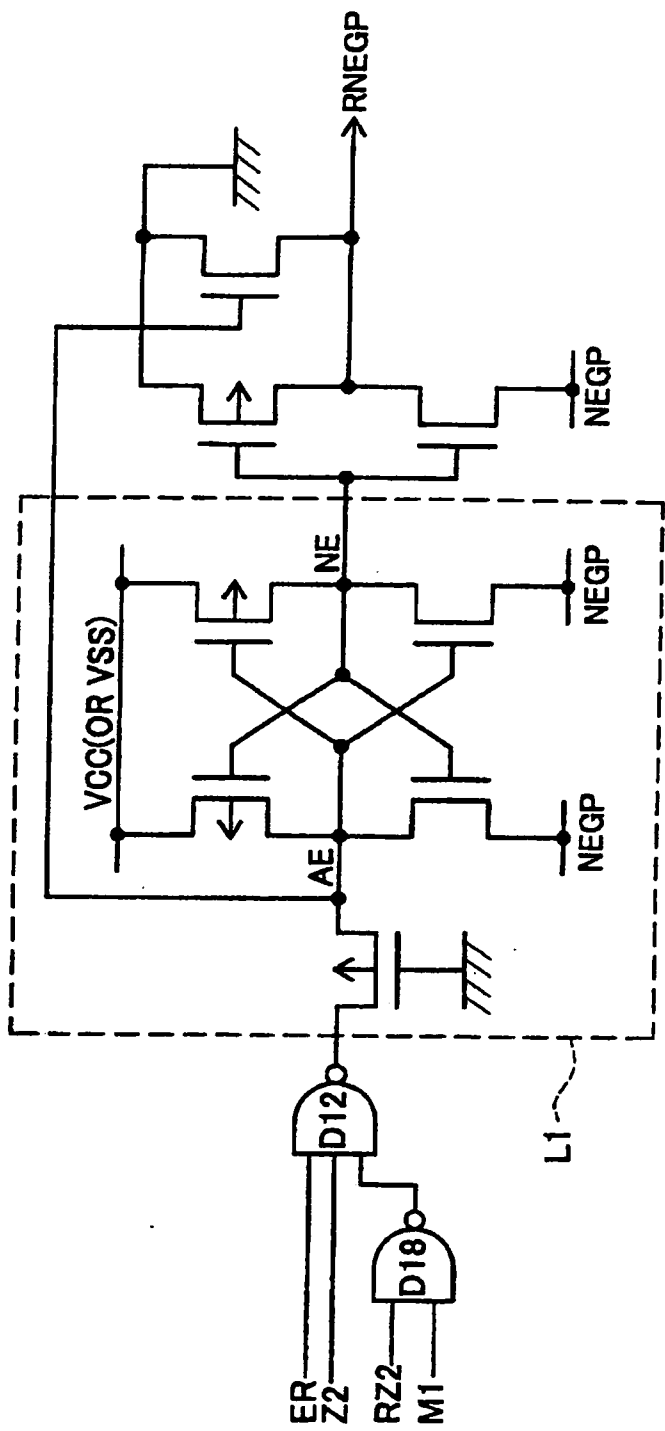 ER
Z2
RZ2
M1
D18
D12
L1
AE
VCC(OR VSS)
NEGP
NE
NEGP
NEGP
RNEGP